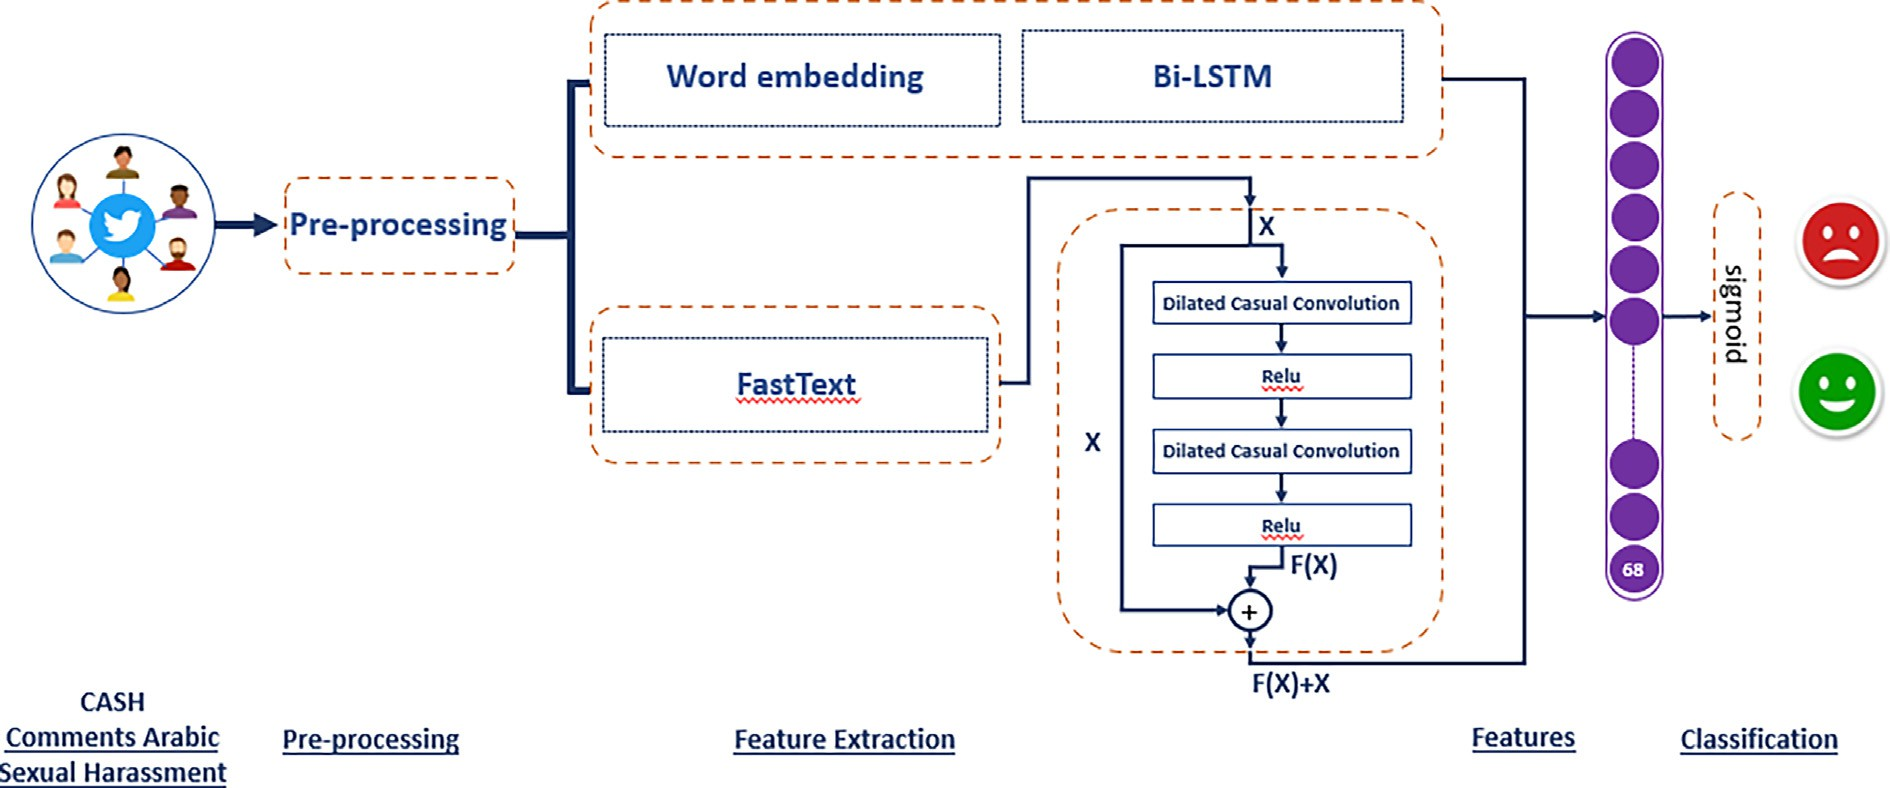 Word embedding
Bi-LSTM
Pre-processing
X
Dilated Casual Convolution
Relu
FastText
X
Dilated Casual Convolution
Relu
F(X)
+
F(X)+X
68
sigmoid
CASH
Comments Arabic
Sexual Harassment
Pre-processing
Feature Extraction
Features
Classification